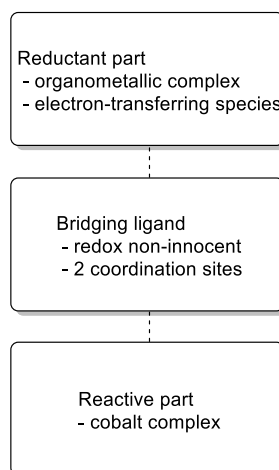 Reductant part
- organometallic complex
- electron-transferring species
Bridging ligand
- redox non-innocent
- 2 coordination sites
Reactive part
- cobalt complex